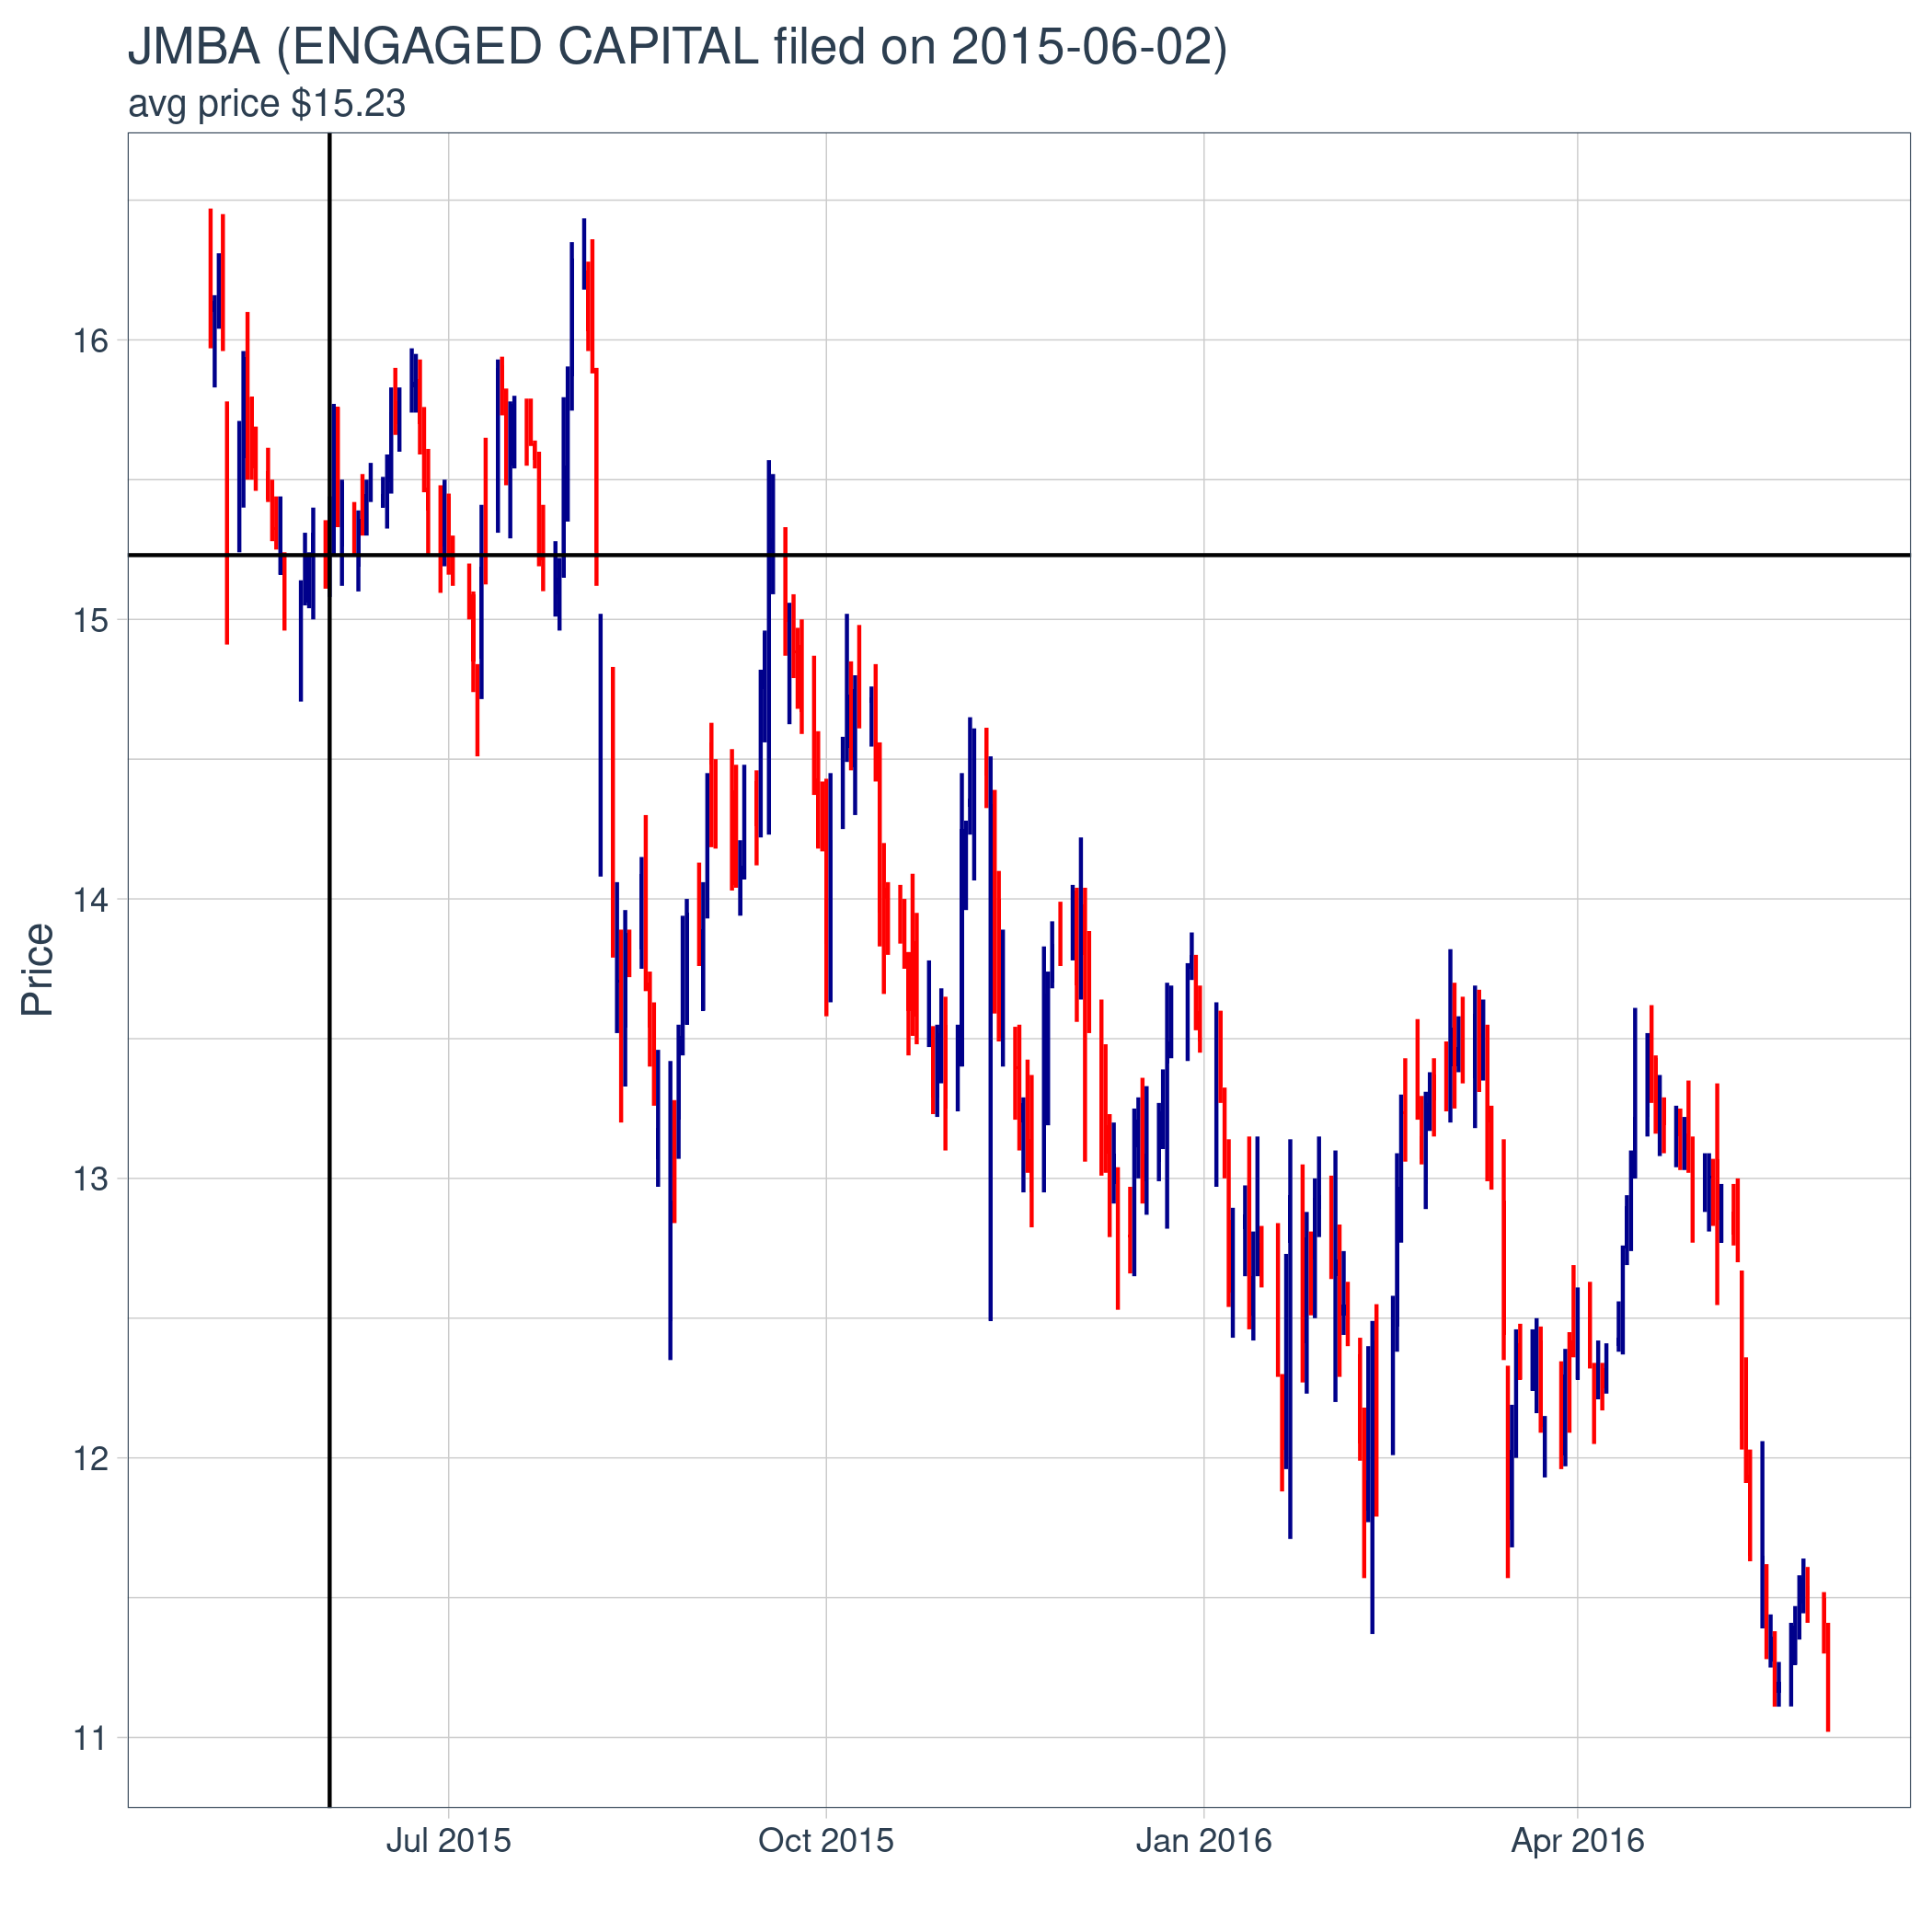 JMBA (ENGAGED CAPITAL filed on 2015-06-02)
avg price $15.23
Price
16
15
14
13
12
11
Jul 2015
Oct 2015
Jan 2016
Apr 2016